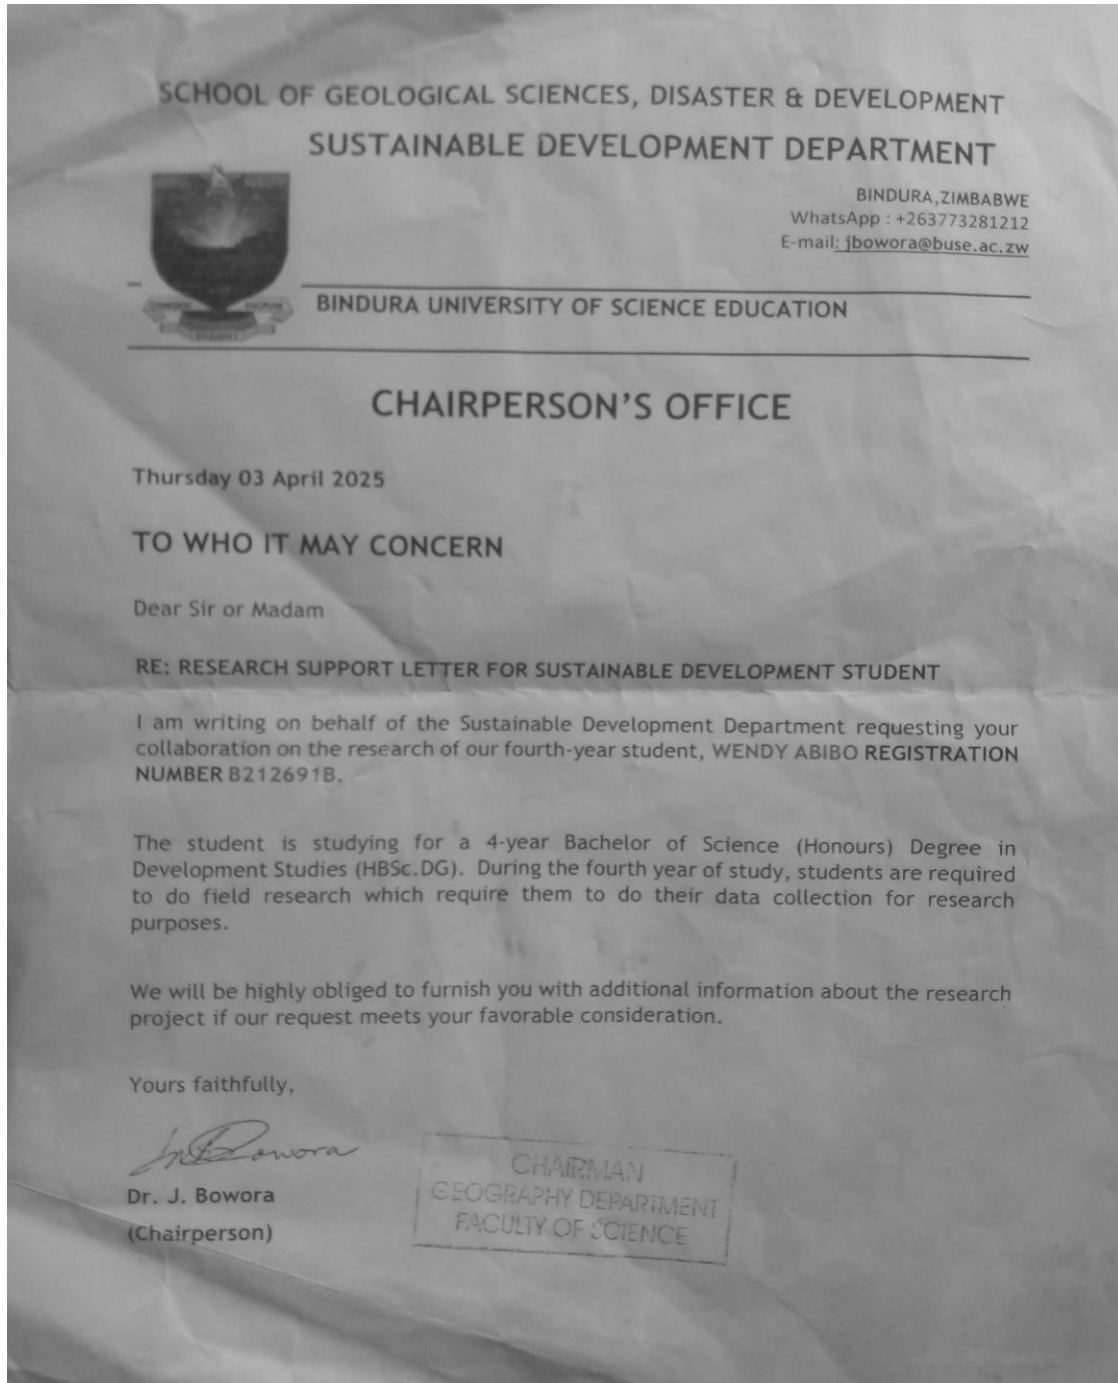 SCHOOL OF GEOLOGICAL SCIENCES, DISASTER & DEVELOPMENT
SUSTAINABLE DEVELOPMENT DEPARTMENT
BINDURA,ZIMBABWE
WhatsApp : +263773281212
E-mail: jbowora@buse.ac.zw
BINDURA UNIVERSITY OF SCIENCE EDUCATION
CHAIRPERSON'S OFFICE
Thursday 03 April 2025
TO WHO IT MAY CONCERN
Dear Sir or Madam
RE: RESEARCH SUPPORT LETTER FOR SUSTAINABLE DEVELOPMENT STUDENT
I am writing on behalf of the Sustainable Development Department requesting your
collaboration on the research of our fourth-year student, WENDY ABIBO REGISTRATION
NUMBER B212691B.
The student is studying for a 4-year Bachelor of Science (Honours) Degree in
Development Studies (HBSc.DG). During the fourth year of study, students are required
to do field research which require them to do their data collection for research
purposes.
We will be highly obliged to furnish you with additional information about the research
project if our request meets your favorable consideration.
Yours faithfully,
Bowora
Dr. J. Bowora
(Chairperson)
CHAIRMAN
GEOGRAPHY DEPARTMENT
FACULTY OF SCIENCE